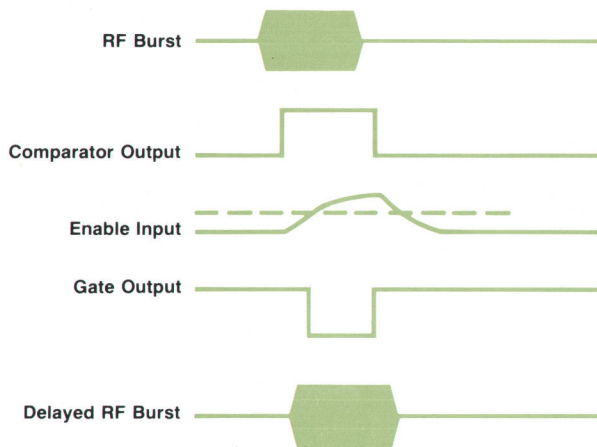 RF Burst
Comparator Output
Enable Input
Gate Output
Delayed RF Burst